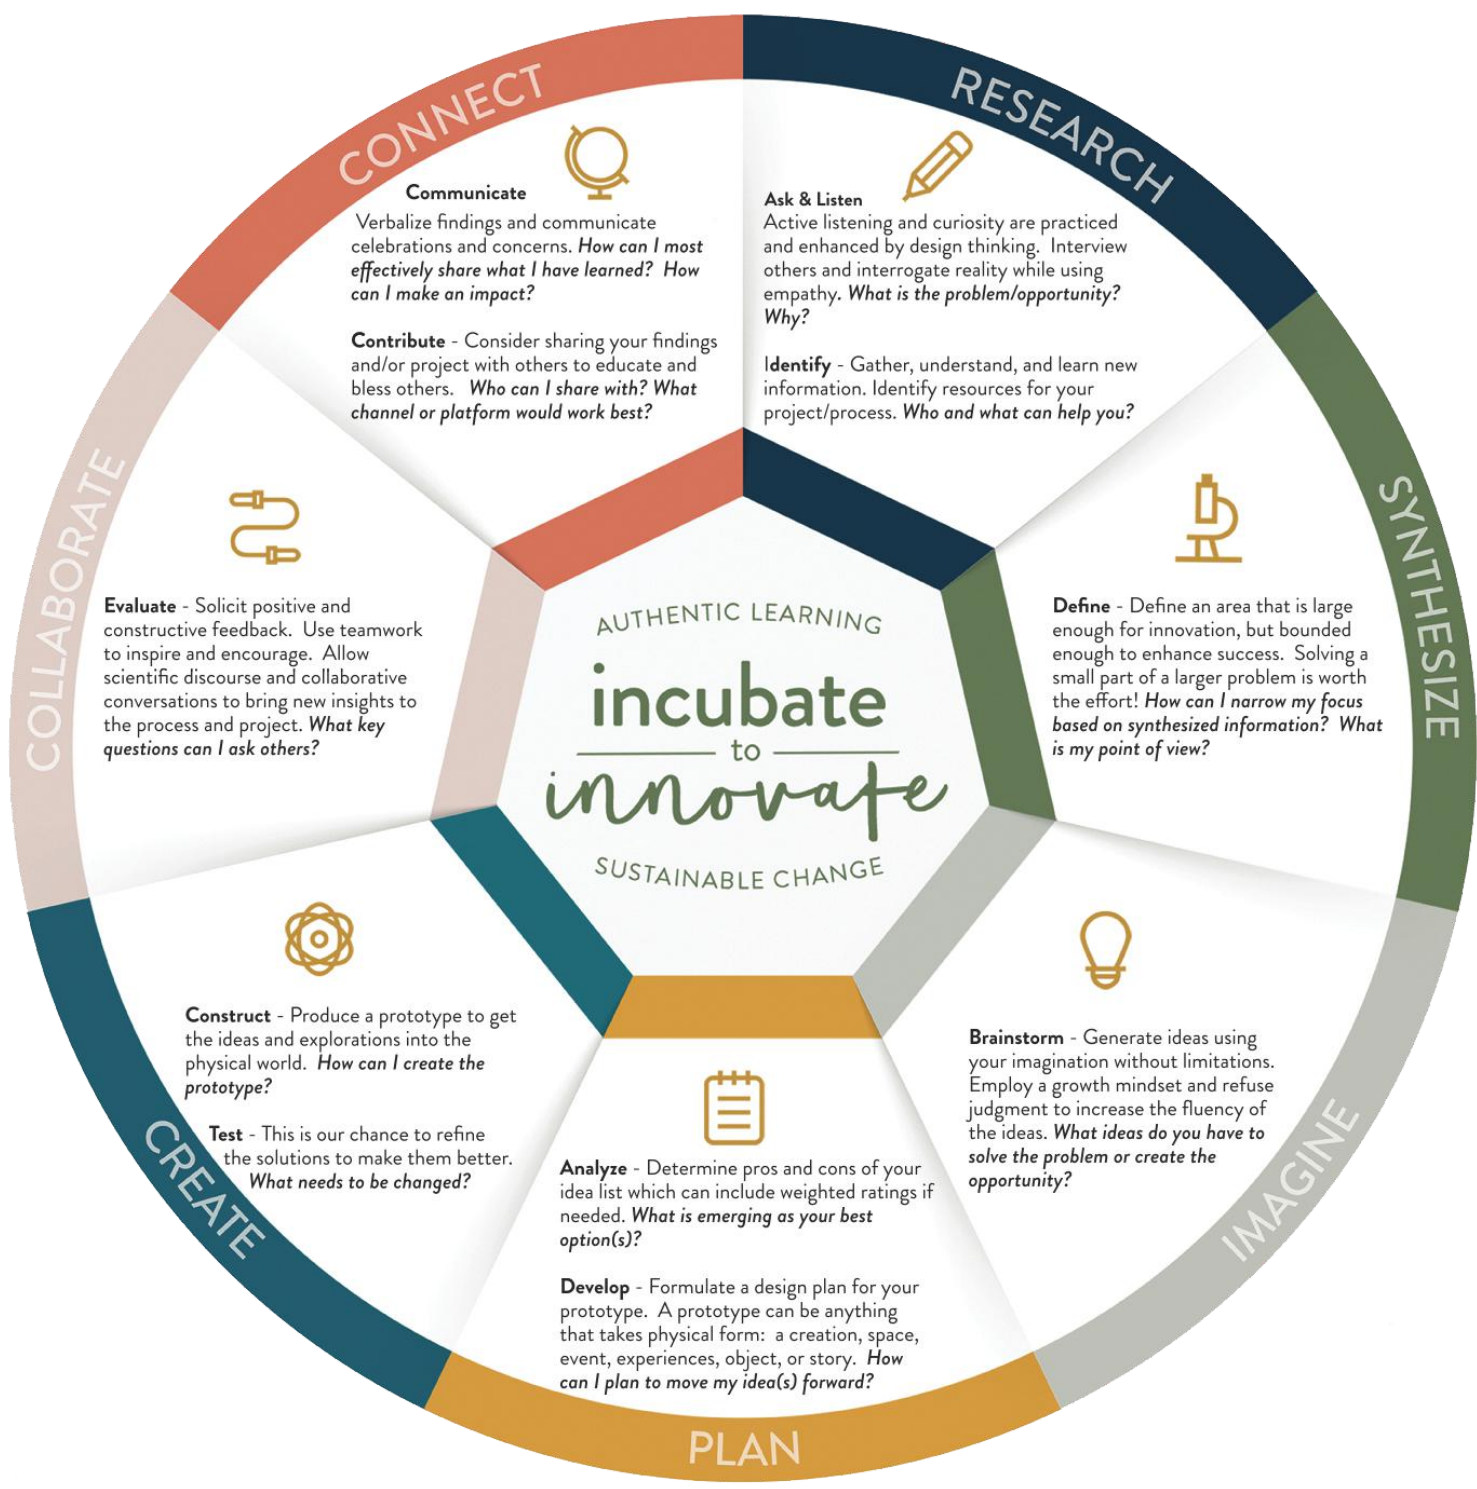 CONNECT
Communicate
Verbalize findings and communicate
celebrations and concerns. How can I most
effectively share what I have learned? How
can I make an impact?
Contribute - Consider sharing your findings
and/or project with others to educate and
bless others. Who can I share with? What
channel or platform would work best?
RESEARCH
Ask & Listen
Active listening and curiosity are practiced
and enhanced by design thinking. Interview
others and interrogate reality while using
empathy. What is the problem/opportunity?
Why?
Identify - Gather, understand, and learn new
information. Identify resources for your
project/process. Who and what can help you?
SYNTHESIZE
Define - Define an area that is large
enough for innovation, but bounded
enough to enhance success. Solving a
small part of a larger problem is worth
the effort! How can I narrow my focus
based on synthesized information? What
is my point of view?
IMAGINE
Brainstorm - Generate ideas using
your imagination without limitations.
Employ a growth mindset and refuse
judgment to increase the fluency of
the ideas. What ideas do you have to
solve the problem or create the
opportunity?
PLAN
Analyze - Determine pros and cons of your
idea list which can include weighted ratings if
needed. What is emerging as your best
option(s)?
Develop - Formulate a design plan for your
prototype. A prototype can be anything
that takes physical form: a creation, space,
event, experiences, object, or story. How
can I plan to move my idea(s) forward?
CREATE
Construct - Produce a prototype to get
the ideas and explorations into the
physical world. How can I create the
prototype?
Test - This is our chance to refine
the solutions to make them better.
What needs to be changed?
COLLABORATE
Evaluate - Solicit positive and
constructive feedback. Use teamwork
to inspire and encourage. Allow
scientific discourse and collaborative
conversations to bring new insights to
the process and project. What key
questions can I ask others?
AUTHENTIC LEARNING
incubate
to
innovate
SUSTAINABLE CHANGE